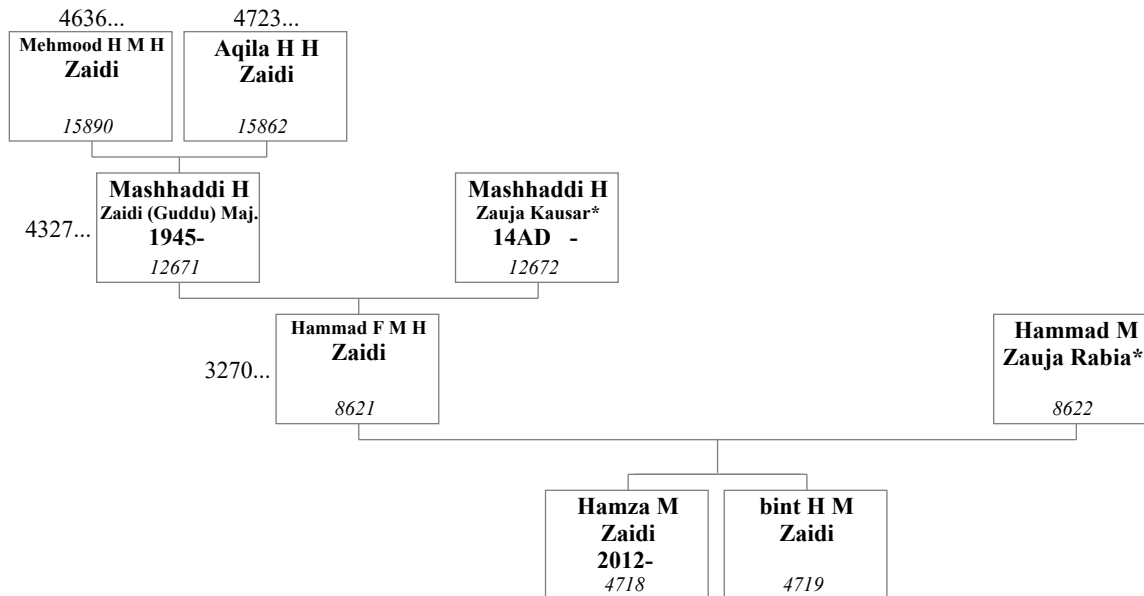 4636...
4723...
Mehmood H M H
Zaidi
15890
Aqila H H
Zaidi
15862
4327...
Mashhaddi H
Zaidi (Guddu) Maj.
1945-
12671
Mashhaddi H
Zauja Kausar*
14AD -
12672
3270...
Hammad F M H
Zaidi
8621
Hammad M
Zauja Rabia*
8622
Hamza M
Zaidi
2012-
4718
bint H M
Zaidi
4719